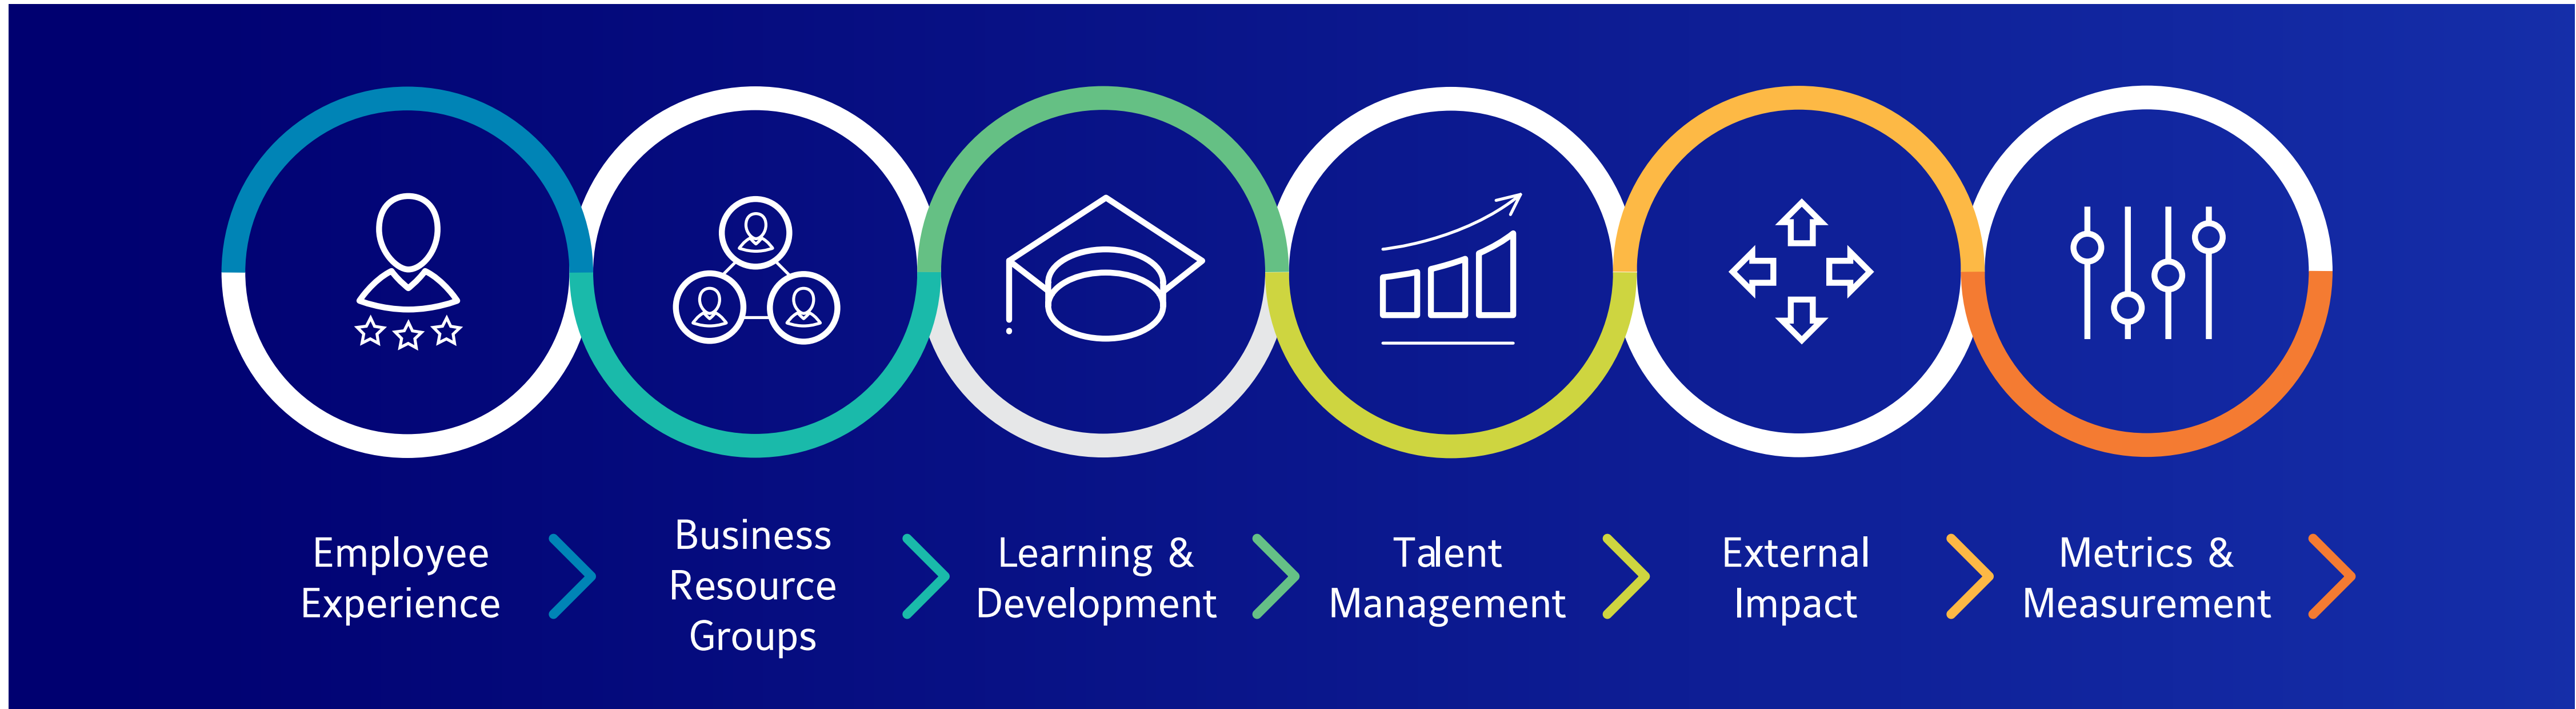 Employee
Experience
Business
Resource
Groups
Learning &
Development
Talent
Management
External
Impact
Metrics &
Measurement